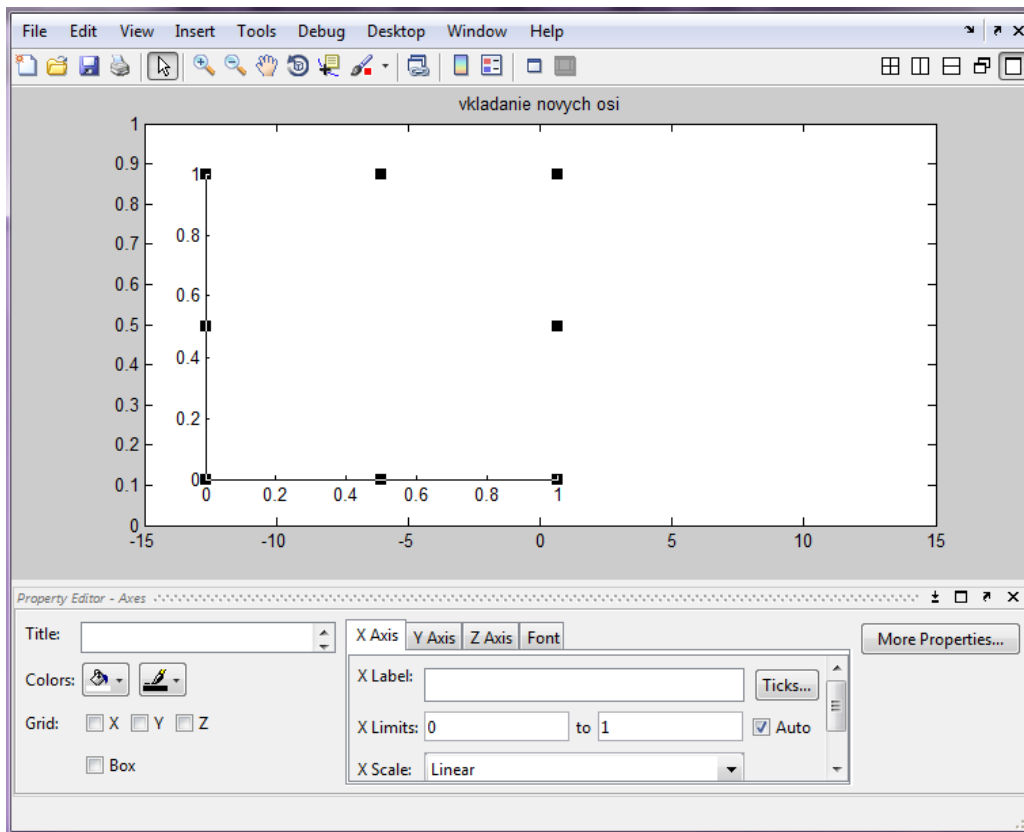 File Edit View Insert Tools Debug Desktop Window Help
vkladanie novych osi
1
0.9
0.8
0.7
0.6
0.5
0.4
0.3
0.2
0.1
0
-15 -10 -5 0 5 10 15
1
0.8
0.6
0.4
0.2
0
0 0.2 0.4 0.6 0.8 1
Property Editor - Axes
Title:
Colors:
Grid: X Y Z
Box
X Axis Y Axis Z Axis Font
X Label: Ticks...
X Limits: 0 to 1 Auto
X Scale: Linear
More Properties...